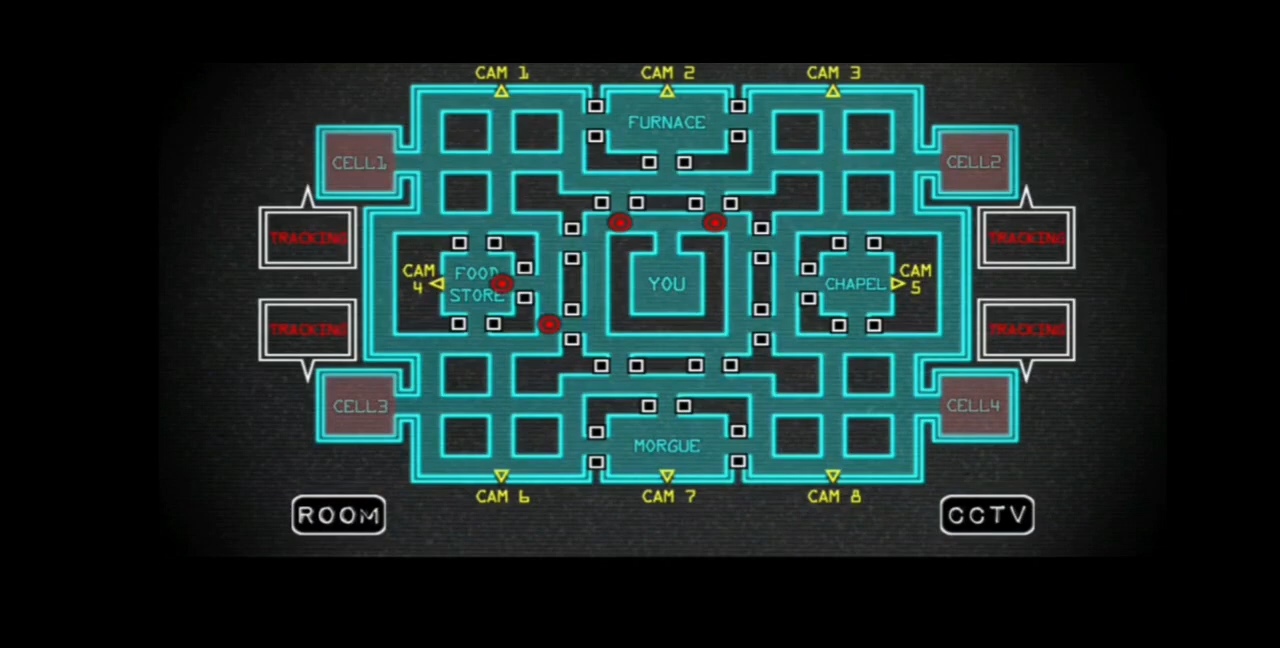 CAM 1
CAM 2
CAM 3
FURNACE
CELL1
CELL2
TRACKING
TRACKING
CAM
4
FOOD
STORE
YOU
CHAPEL
CAM
5
TRACKING
TRACKING
CELL3
CELL4
MORGUE
CAM 6
CAM 7
CAM 8
ROOM
CCTV